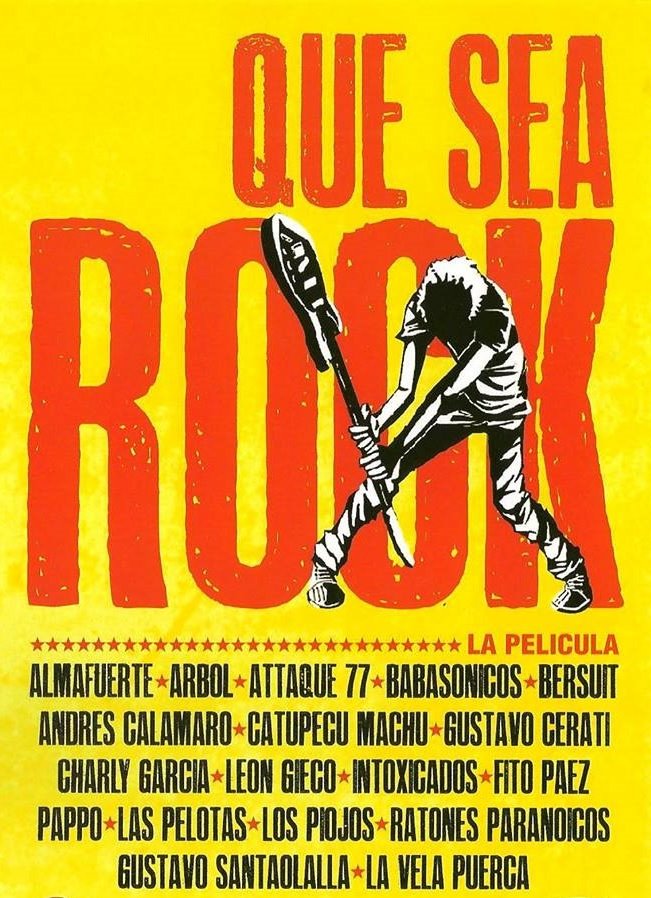 QUE SEA
ROCK
★★★★★★★★★★★★★★★★★★★★★★★★★★★★★★★ LA PELICULA
ALMAFUERTE★ARBOL★ATTAQUE 77★BABASONICOS★BERSUIT
ANDRES CALAMARO★CATUPECU MACHU★GUSTAVO CERATI
CHARLY GARCIA★LEON GIECO★INTOXICADOS★FITO PAEZ
PAPPO★LAS PELOTAS★LOS PIOJOS★RATONES PARANOICOS
GUSTAVO SANTAOLALLA★LA VELA PUERCA